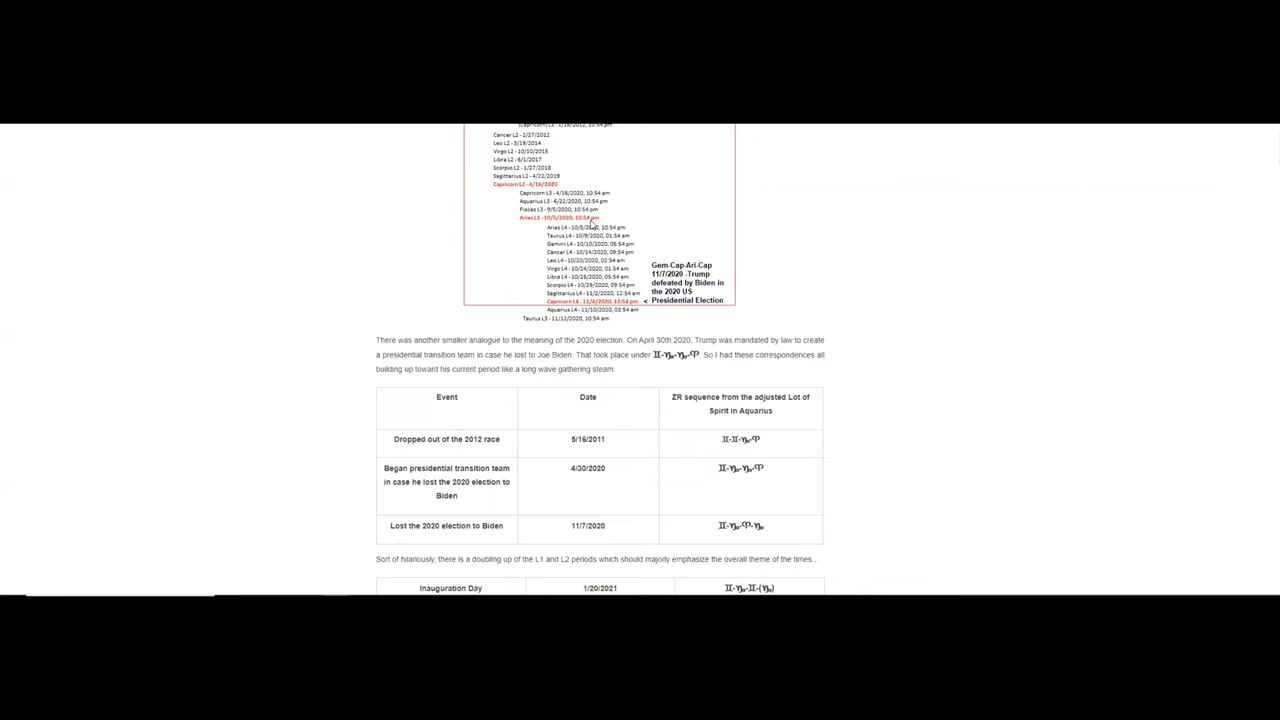 Cancer L2 - 2/27/2012
Leo L2 - 3/19/2014
Virgo L2 - 10/10/2015
Libra L2 - 6/1/2017
Scorpio L2 - 1/27/2018
Sagittarius L2 - 4/22/2019
Capricorn L2 - 4/16/2020
Capricorn L3 - 4/16/2020, 10:54 am
Aquarius L3 - 6/22/2020, 10:54 pm
Pisces L3 - 9/5/2020, 10:54 pm
Aries L3 - 10/5/2020, 10:54 pm
Aries L4 - 10/5/2020, 10:54 pm
Taurus L4 - 10/9/2020, 01:54 am
Gemini L4 - 10/10/2020, 05:54 pm
Cancer L4 - 10/14/2020, 09:54 pm
Leo L4 - 10/20/2020, 02:54 am
Virgo L4 - 10/24/2020, 01:54 am
Libra L4 - 10/28/2020, 05:54 am
Scorpio L4 - 10/29/2020, 09:54 pm
Sagittarius L4 - 11/2/2020, 12:54 am
Capricorn L4 - 11/4/2020, 12:54 pm <
Aquarius L4 - 11/10/2020, 03:54 am
Taurus L3 - 11/12/2020, 10:54 am
Gem-Cap-Ari-Cap
11/7/2020 -Trump
defeated by Biden in
the 2020 US
Presidential Election
There was another smaller analogue to the meaning of the 2020 election. On April 30th 2020, Trump was mandated by law to create
a presidential transition team in case he lost to Joe Biden. That took place under ♊-♑-♑-♈. So I had these correspondences all
building up toward his current period like a long wave gathering steam.
Event Date ZR sequence from the adjusted Lot of
Spirit in Aquarius
Dropped out of the 2012 race 5/16/2011 ♊-♊-♑-♈
Began presidential transition team 4/30/2020 ♊-♑-♑-♈
in case he lost the 2020 election to
Biden
Lost the 2020 election to Biden 11/7/2020 ♊-♑-♈-♑
Sort of hilariously, there is a doubling up of the L1 and L2 periods which should majorly emphasize the overall theme of the times...
Inauguration Day 1/20/2021 ♊-♑-♊-(♑)